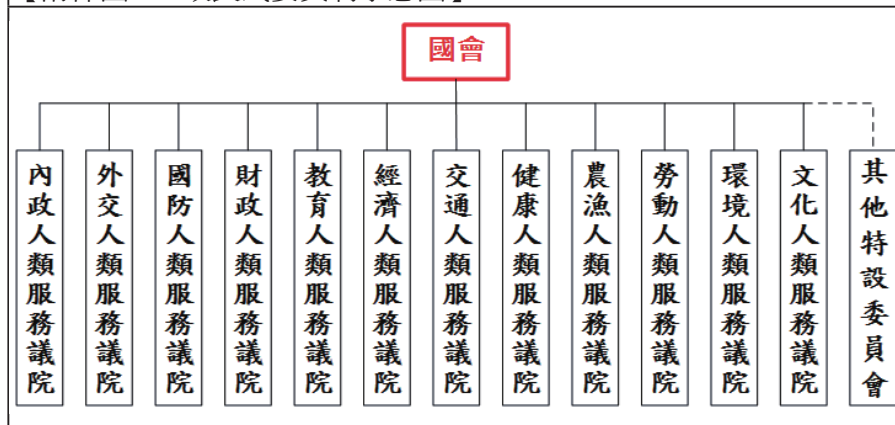 國會
內政人類服務議院
外交人類服務議院
國防人類服務議院
財政人類服務議院
教育人類服務議院
經濟人類服務議院
交通人類服務議院
健康人類服務議院
農漁人類服務議院
勞動人類服務議院
環境人類服務議院
文化人類服務議院
其他特設委員會